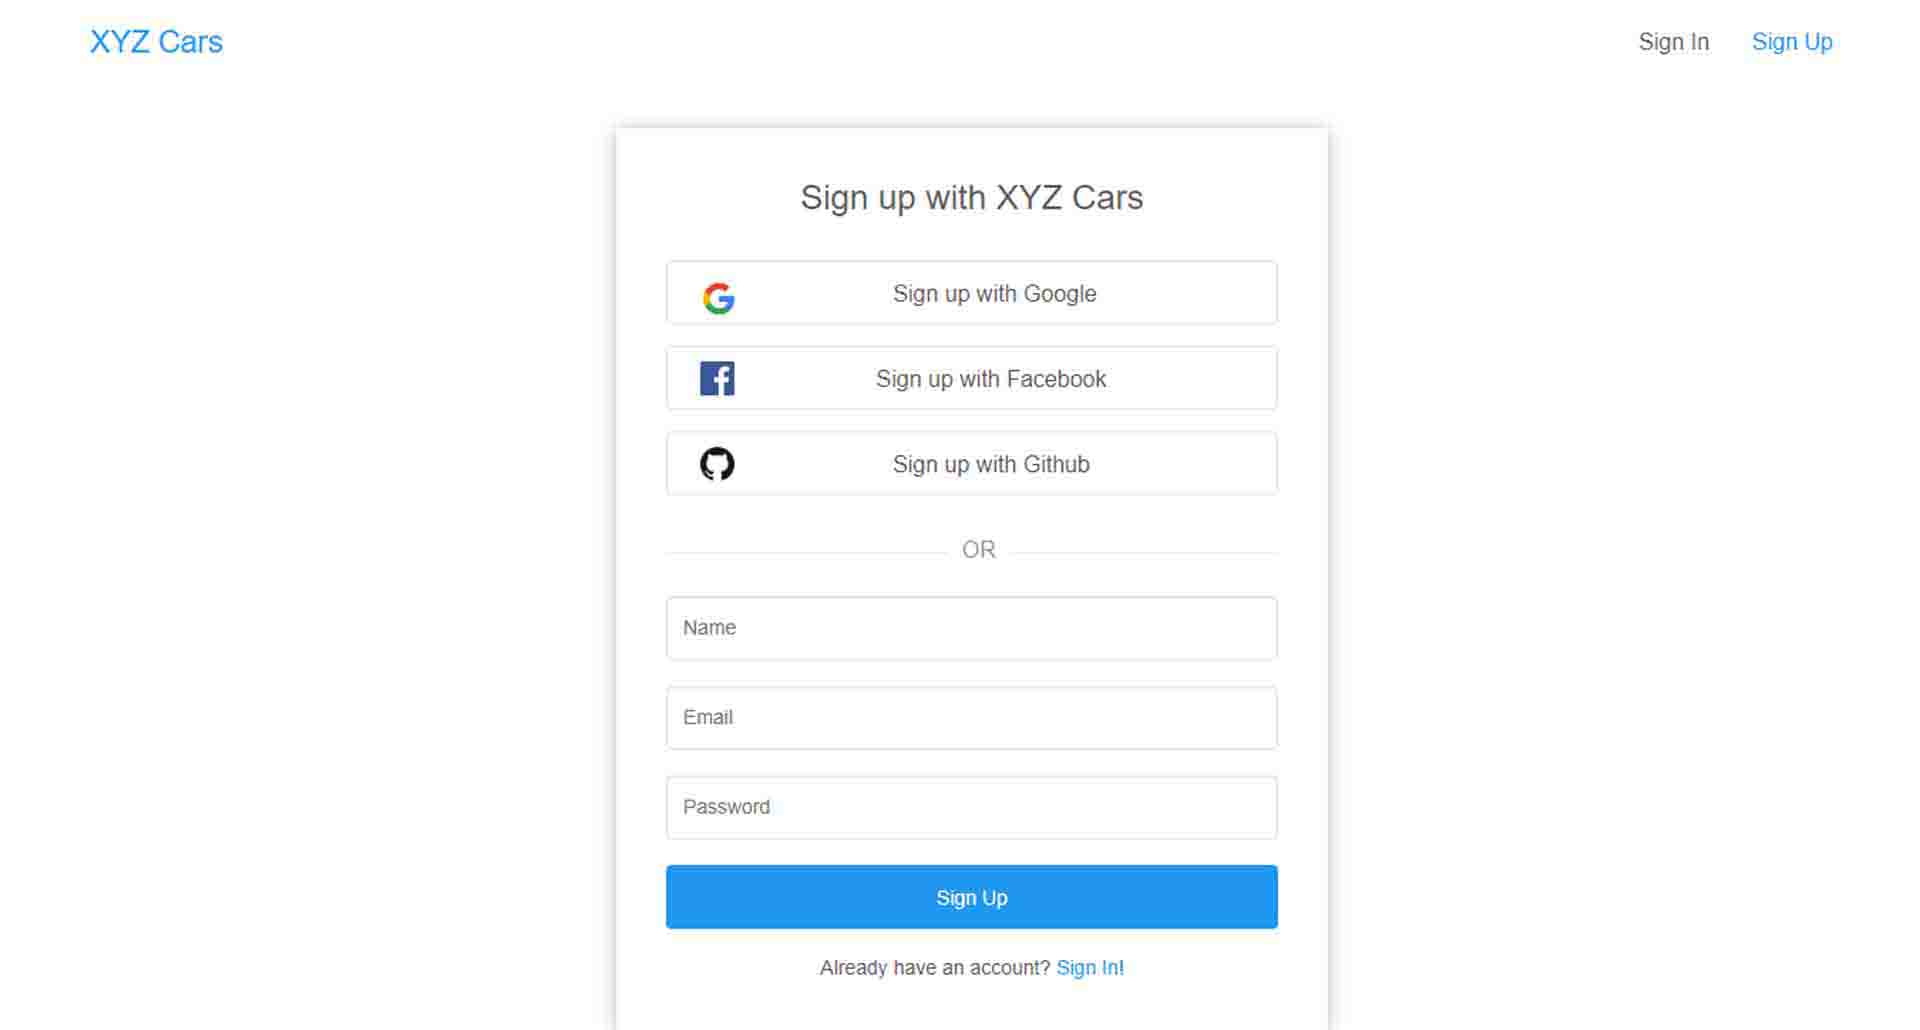 XYZ Cars
Sign In Sign Up
Sign up with XYZ Cars
Sign up with Google
Sign up with Facebook
Sign up with Github
OR
Name
Email
Password
Sign Up
Already have an account? Sign In!